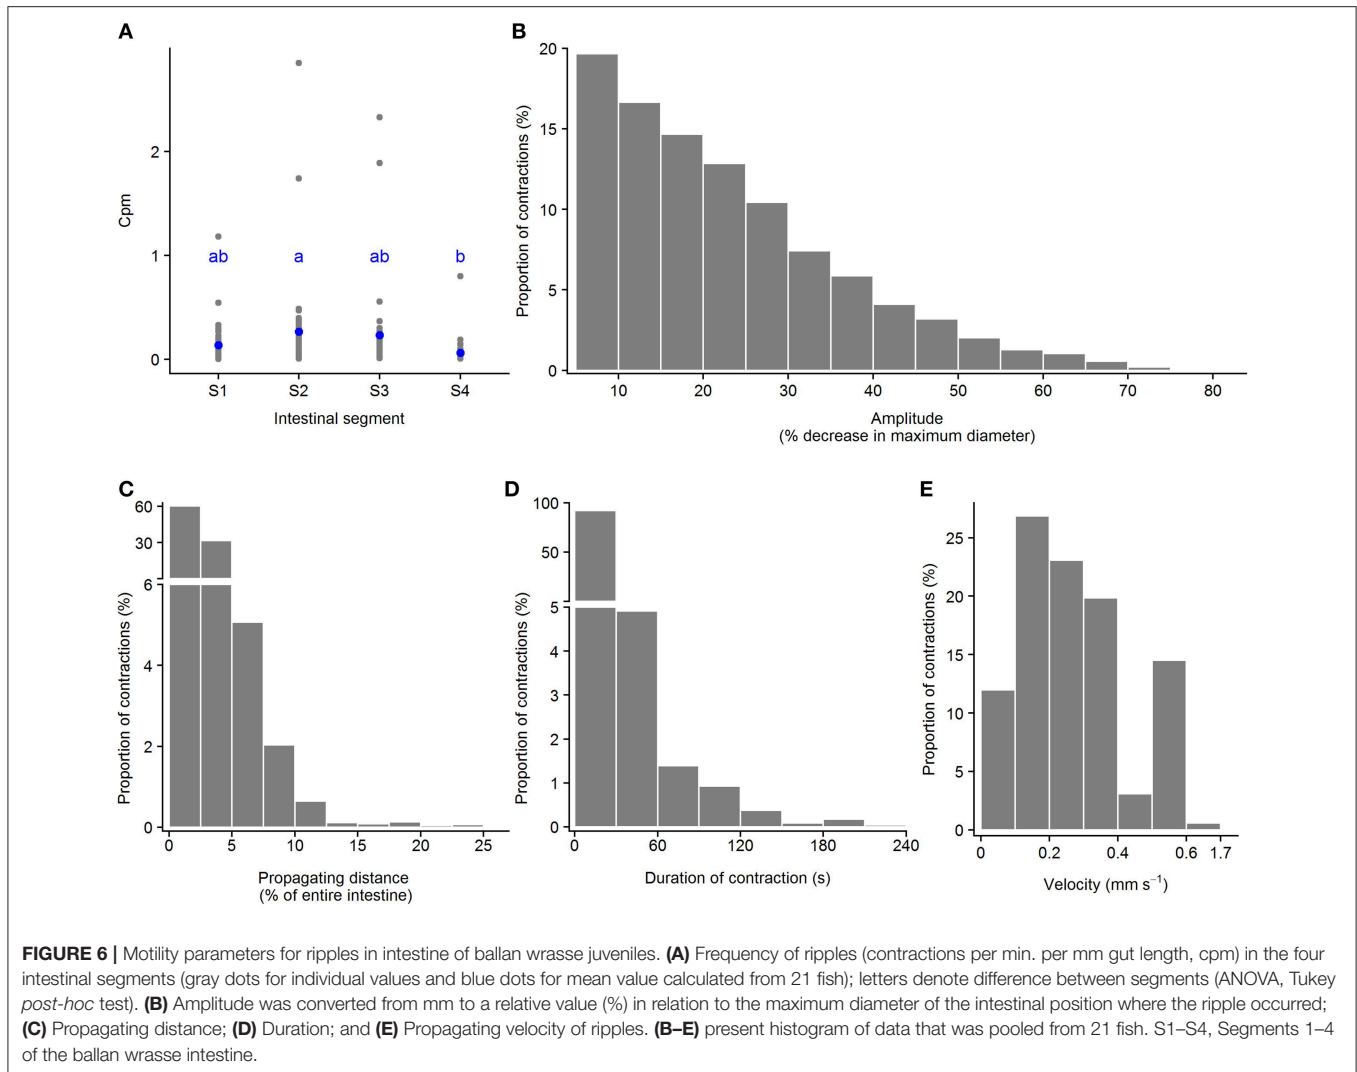 A
B
Cpm
2
1
0
ab
a
ab
b
S1
S2
S3
S4
Intestinal segment
Proportion of contractions (%)
20
15
10
5
0
10
20
30
40
50
60
70
80
Amplitude
(% decrease in maximum diameter)
C
Proportion of contractions (%)
60
30
6
4
2
0
0
5
10
15
20
25
Propagating distance
(% of entire intestine)
D
Proportion of contractions (%)
100
50
5
4
3
2
1
0
0
60
120
180
240
Duration of contraction (s)
E
Proportion of contractions (%)
25
20
15
10
5
0
0
0.2
0.4
0.6
1.7
Velocity (mm s⁻¹)
FIGURE 6 | Motility parameters for ripples in intestine of ballan wrasse juveniles. (A) Frequency of ripples (contractions per min. per mm gut length, cpm) in the four
intestinal segments (gray dots for individual values and blue dots for mean value calculated from 21 fish); letters denote difference between segments (ANOVA, Tukey
post-hoc test). (B) Amplitude was converted from mm to a relative value (%) in relation to the maximum diameter of the intestinal position where the ripple occurred;
(C) Propagating distance; (D) Duration; and (E) Propagating velocity of ripples. (B–E) present histogram of data that was pooled from 21 fish. S1–S4, Segments 1–4
of the ballan wrasse intestine.